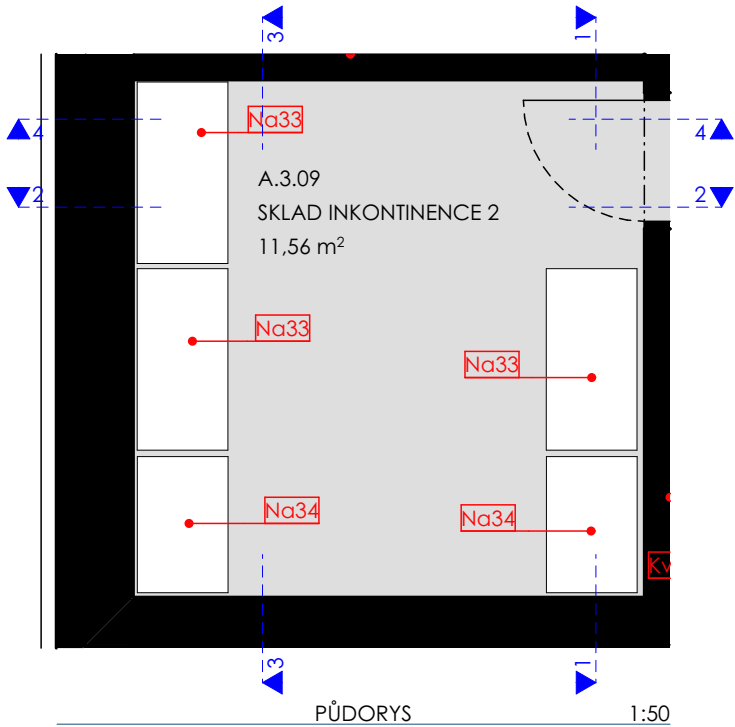 3
1
Na33
4
4
A.3.09
2
2
SKLAD INKONTINENCE 2
11,56 m²
Na33
Na33
Na34
Na34
Kv
3
1
PŮDORYS
1:50